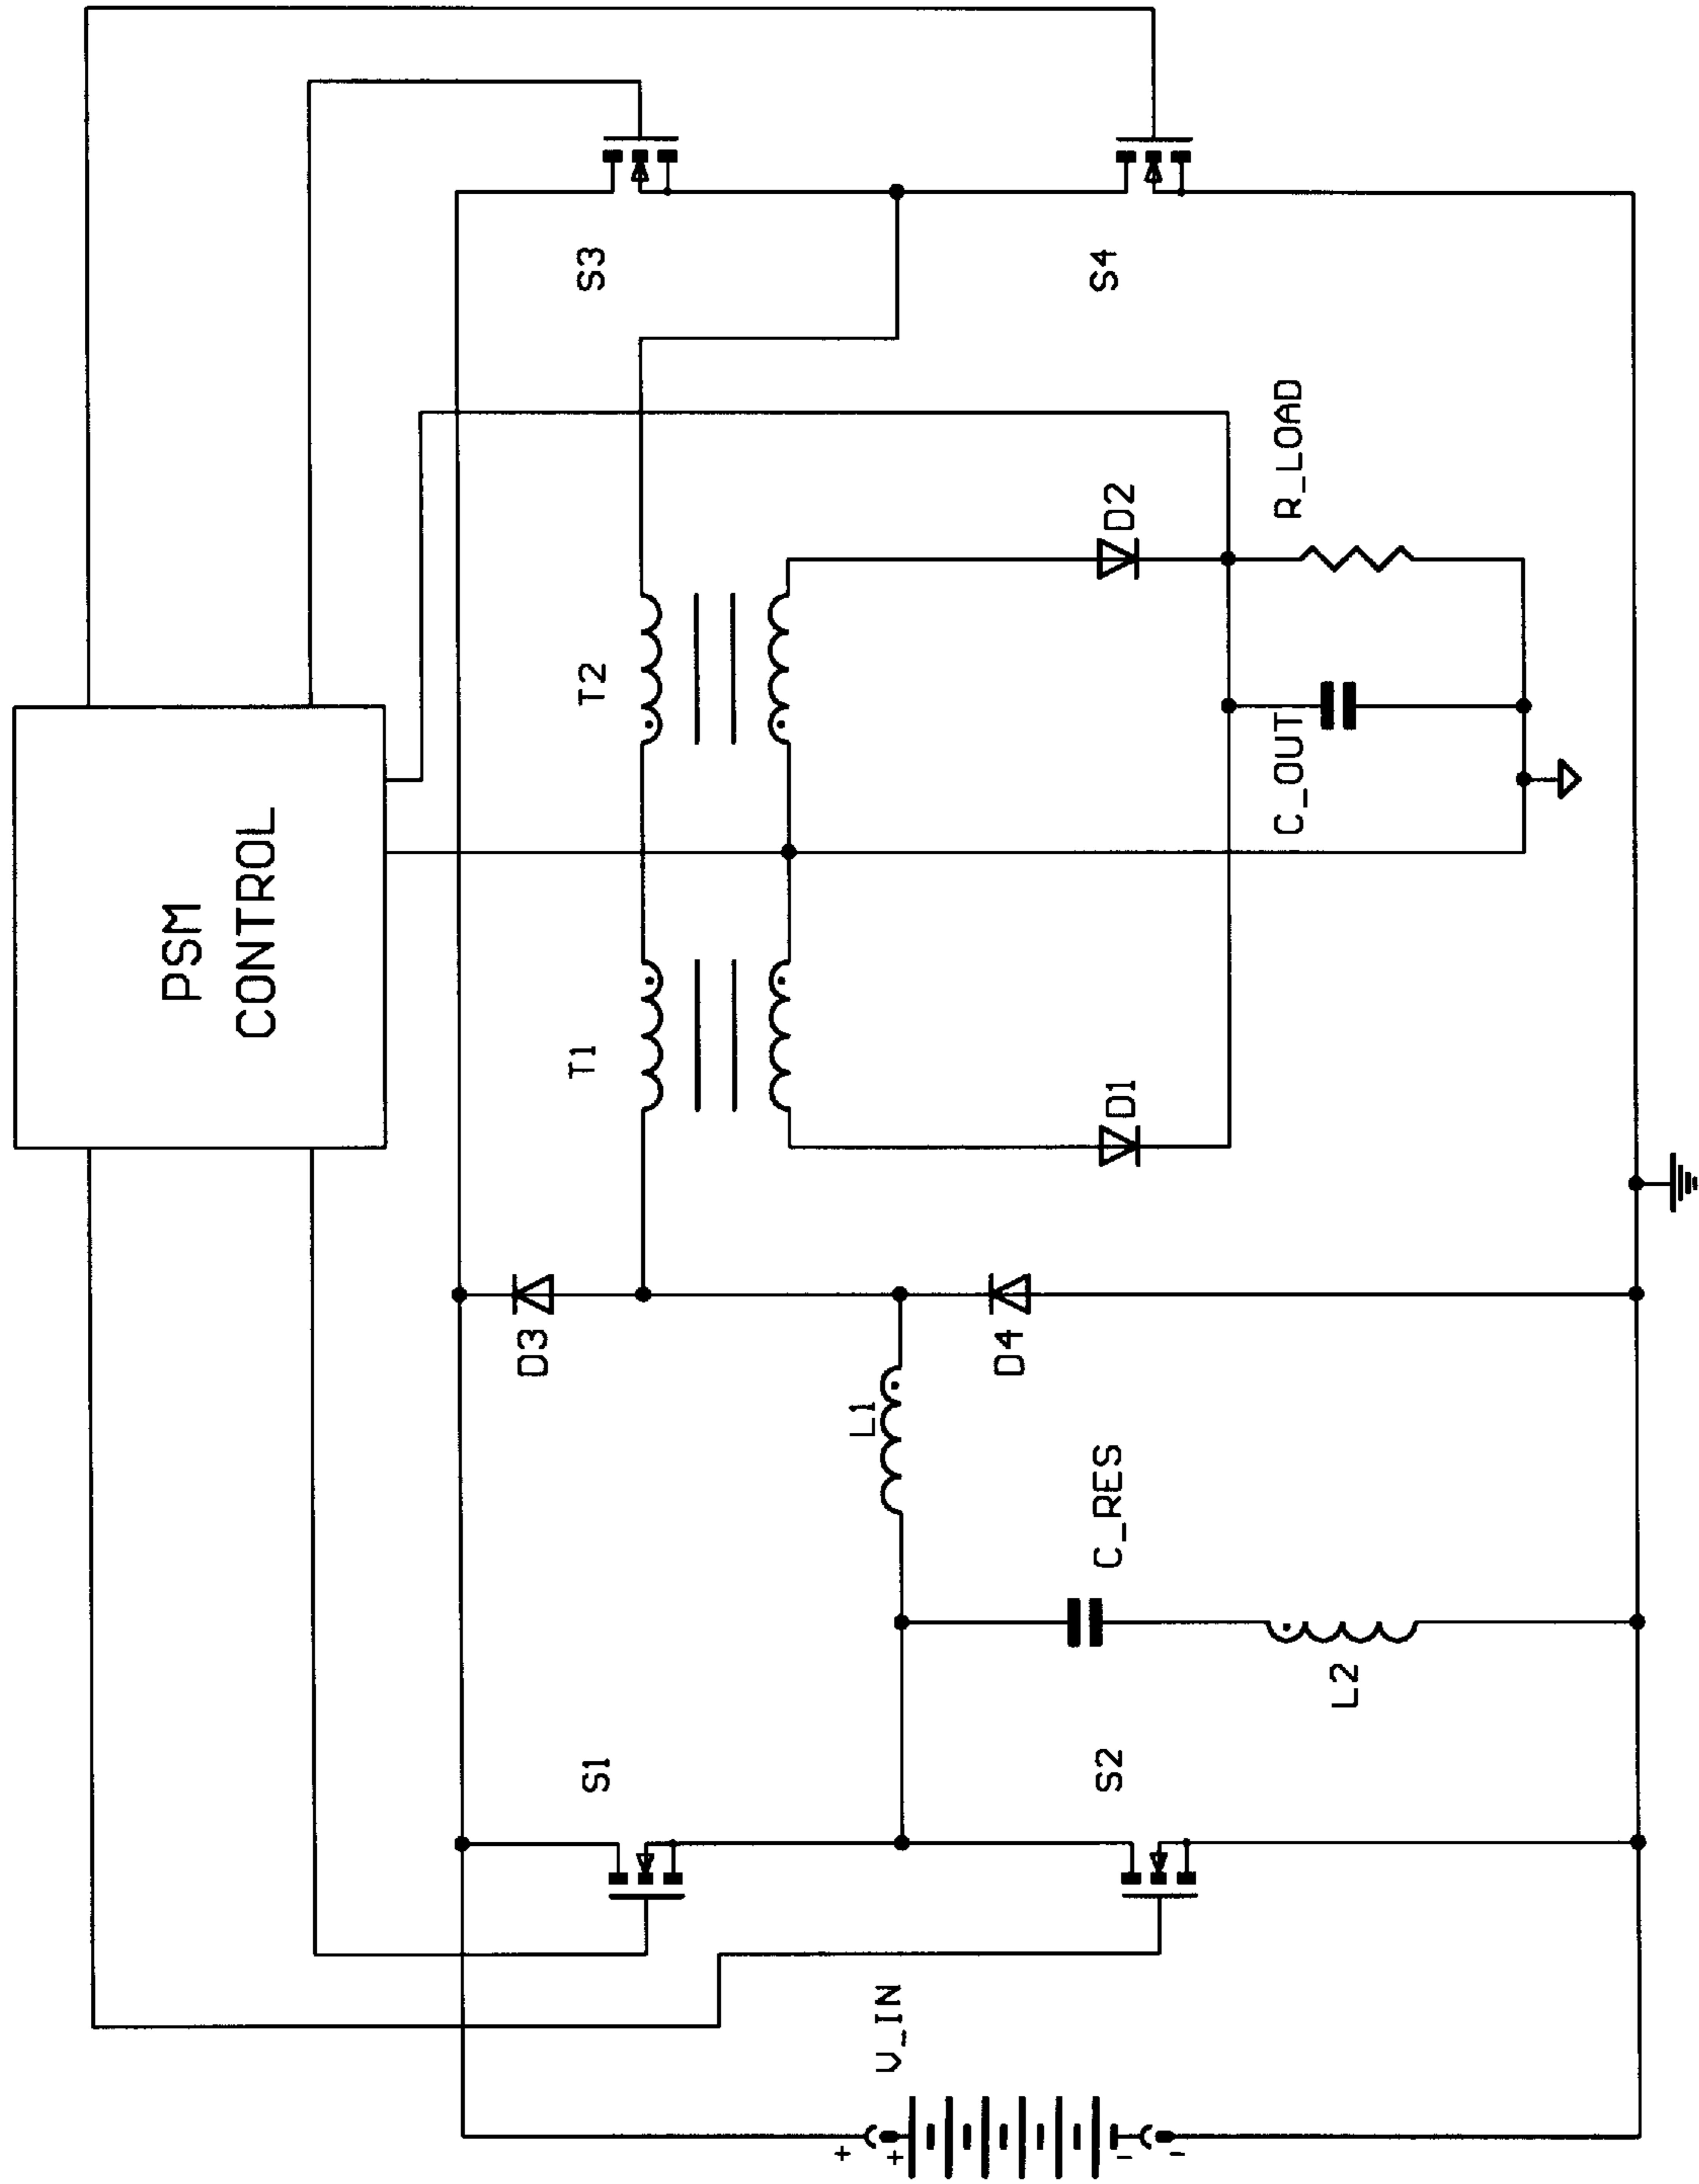 PSM
CONTROL
S3
S4
T2
D2
R_LOAD
C_OUT
T1
D1
D3
D4
L1
C_RES
L2
S1
S2
V_IN
+
+
-
-